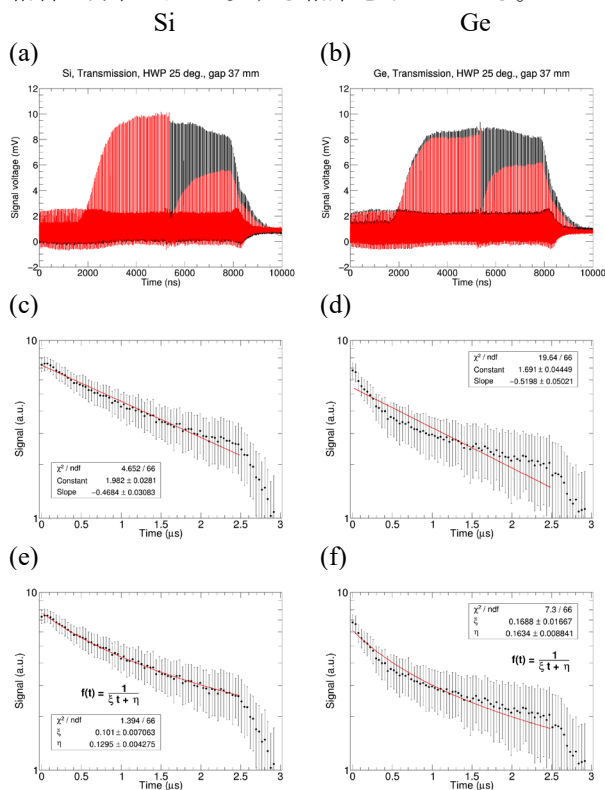 Si Ge
(a) (b)
Si, Transmission, HWP 25 deg., gap 37 mm
Signal voltage (mV)
12
10
8
6
4
2
0
−2
0 2000 4000 6000 8000 10000
Time (ns)
Ge, Transmission, HWP 25 deg., gap 37 mm
Signal voltage (mV)
12
10
8
6
4
2
0
−2
0 2000 4000 6000 8000 10000
Time (ns)
(c) (d)
Signal (a.u.)
10
1
χ² / ndf 4.652 / 66
Constant 1.982 ± 0.0281
Slope −0.4684 ± 0.03083
0 0.5 1 1.5 2 2.5 3
Time (μs)
Signal (a.u.)
10
1
χ² / ndf 19.64 / 66
Constant 1.691 ± 0.04449
Slope −0.5198 ± 0.05021
0 0.5 1 1.5 2 2.5 3
Time (μs)
(e) (f)
Signal (a.u.)
10
1
f(t) = 1 / (ξ t + η)
χ² / ndf 1.394 / 66
ξ 0.101 ± 0.007063
η 0.1295 ± 0.004275
0 0.5 1 1.5 2 2.5 3
Time (μs)
Signal (a.u.)
10
1
χ² / ndf 7.3 / 66
ξ 0.1688 ± 0.01667
η 0.1634 ± 0.008841
f(t) = 1 / (ξ t + η)
0 0.5 1 1.5 2 2.5 3
Time (μs)